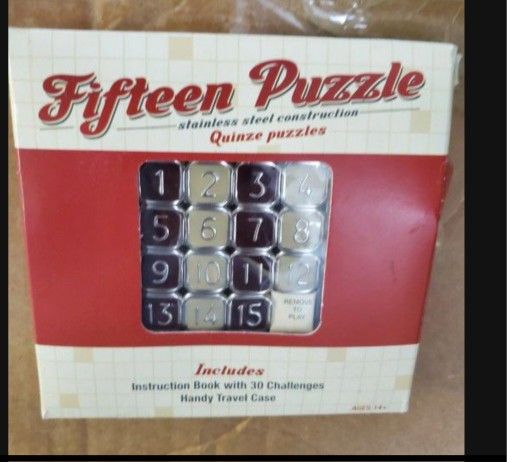 Fifteen Puzzle
stainless steel construction
Quinze puzzles
1 2 3 4
5 6 7 8
9 10 11 12
13 14 15 REMOVE
TO
PLAY
Includes
Instruction Book with 30 Challenges
Handy Travel Case
AGES 14+